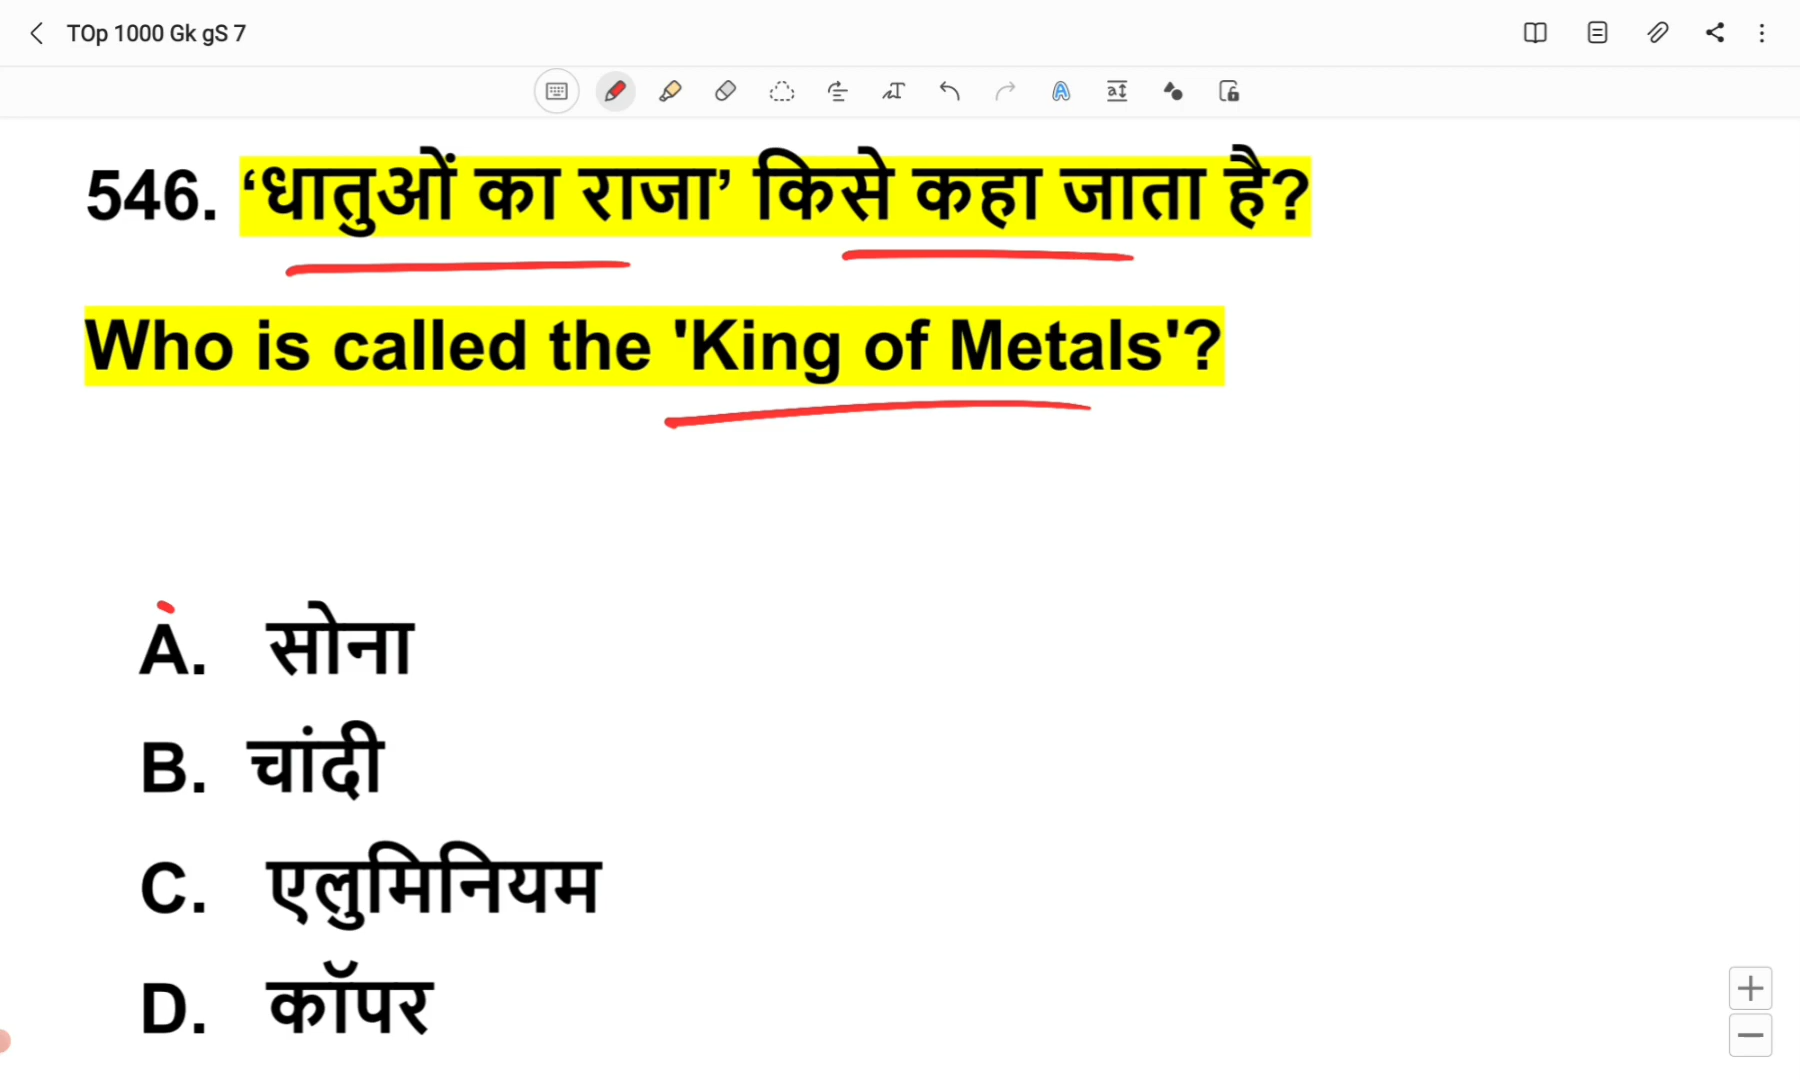 TOp 1000 Gk gS 7
546. ‘धातुओं का राजा’ किसे कहा जाता है?
Who is called the 'King of Metals'?
A. सोना
B. चांदी
C. एलुमिनियम
D. कॉपर